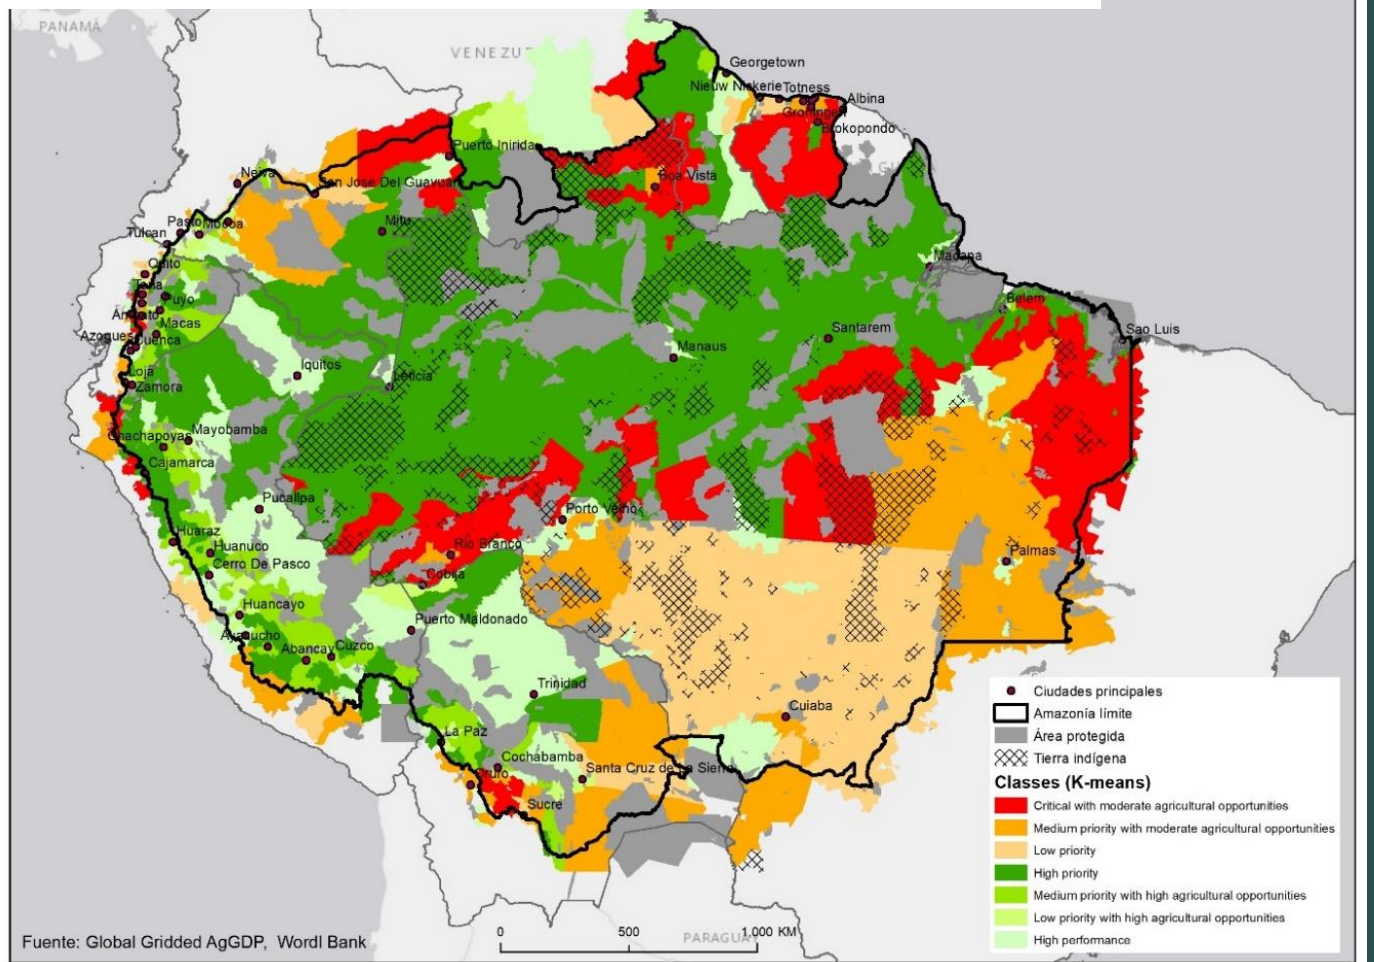 PANAMÁ
VENEZU
Georgetown
Nieuw Nickerie
Totness
Albina
Groningen
Brokopondo
Puerto Inirida
Neiva
San Jose Del Guavuare
Boa Vista
Pasto
Mocoa
Mitu
Tulcan
Quito
Macapa
Tena
Puyo
Belem
Ambato
Macas
Santarem
Sao Luis
Azogues
Cuenca
Manaus
Iquitos
Leticia
Loja
Zamora
Chachapoyas
Mayobamba
Cajamarca
Pucallpa
Porto Velho
Huaraz
Huanuco
Rio Branco
Palmas
Cerro De Pasco
Cobija
Huancayo
Puerto Maldonado
Ayacucho
Abancay
Cuzco
Trinidad
Cuiaba
La Paz
Cochabamba
Santa Cruz de La Sierra
Oruro
Sucre
Ciudades principales
Amazonía límite
Área protegida
Tierra indígena
Classes (K-means)
Critical with moderate agricultural opportunities
Medium priority with moderate agricultural opportunities
Low priority
High priority
Medium priority with high agricultural opportunities
Low priority with high agricultural opportunities
High performance
Fuente: Global Gridded AgGDP, Wordl Bank
0 500 1.000 KM
PARAGUAY